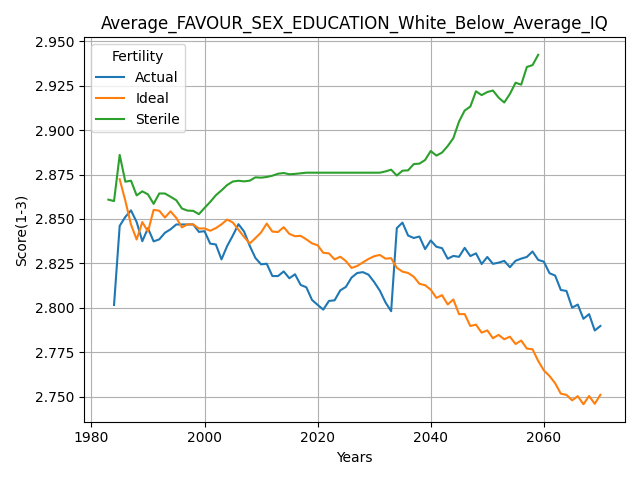 Average_FAVOUR_SEX_EDUCATION_White_Below_Average_IQ
Fertility
Actual
Ideal
Sterile
Score(1-3)
2.950
2.925
2.900
2.875
2.850
2.825
2.800
2.775
2.750
1980 2000 2020 2040 2060
Years